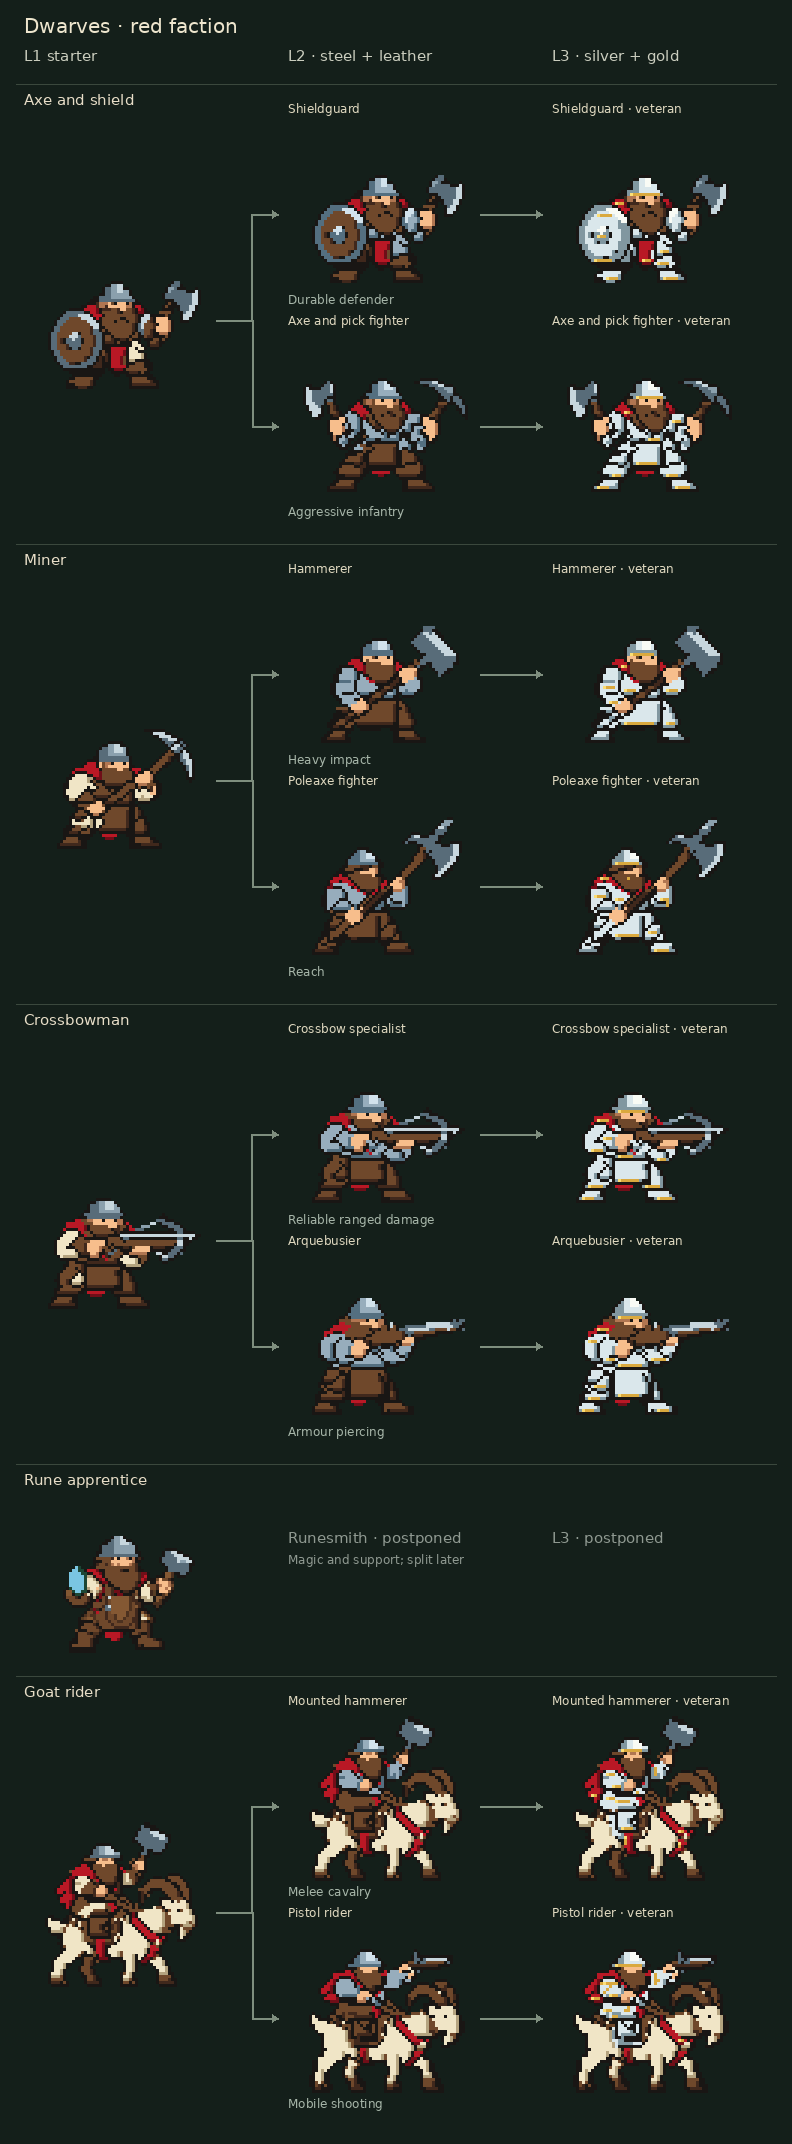 Dwarves · red faction
L1 starter
L2 · steel + leather
L3 · silver + gold
Axe and shield
Shieldguard
Shieldguard · veteran
Durable defender
Axe and pick fighter
Axe and pick fighter · veteran
Aggressive infantry
Miner
Hammerer
Hammerer · veteran
Heavy impact
Poleaxe fighter
Poleaxe fighter · veteran
Reach
Crossbowman
Crossbow specialist
Crossbow specialist · veteran
Reliable ranged damage
Arquebusier
Arquebusier · veteran
Armour piercing
Rune apprentice
Runesmith · postponed
L3 · postponed
Magic and support; split later
Goat rider
Mounted hammerer
Mounted hammerer · veteran
Melee cavalry
Pistol rider
Pistol rider · veteran
Mobile shooting